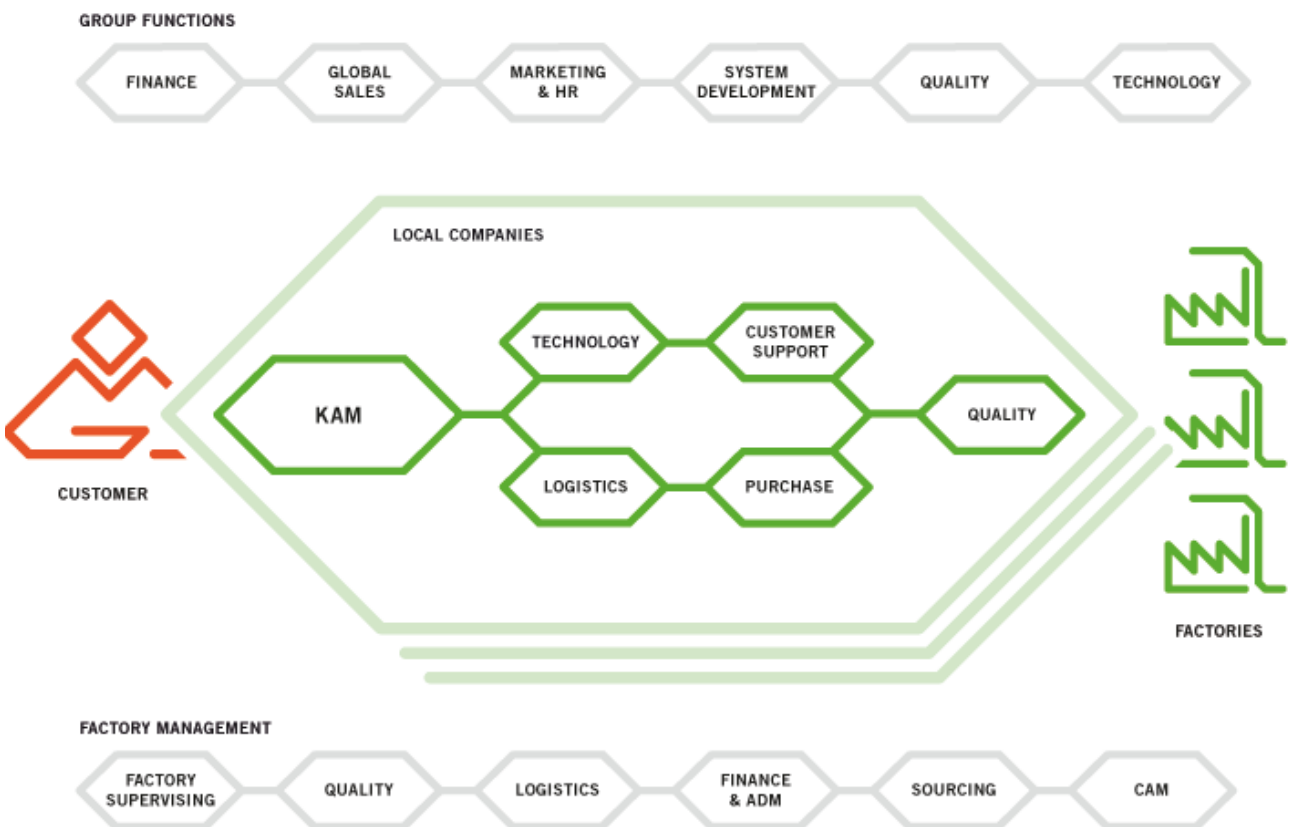 GROUP FUNCTIONS
FINANCE
GLOBAL
SALES
MARKETING
& HR
SYSTEM
DEVELOPMENT
QUALITY
TECHNOLOGY
LOCAL COMPANIES
TECHNOLOGY
CUSTOMER
SUPPORT
KAM
QUALITY
LOGISTICS
PURCHASE
CUSTOMER
FACTORIES
FACTORY MANAGEMENT
FACTORY
SUPERVISING
QUALITY
LOGISTICS
FINANCE
& ADM
SOURCING
CAM